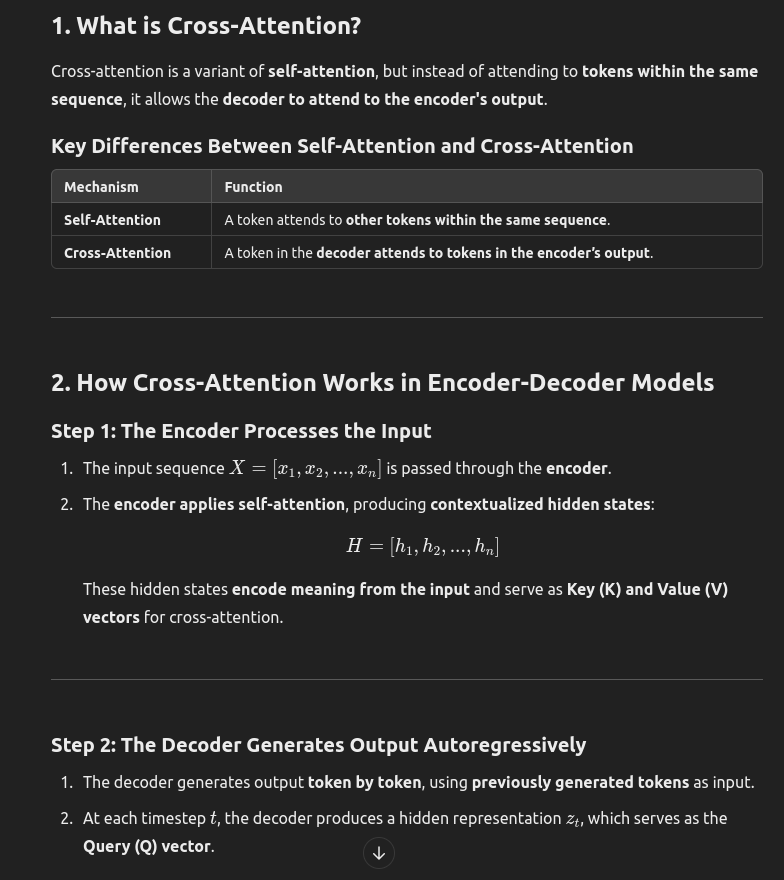 1. What is Cross-Attention?
Cross-attention is a variant of self-attention, but instead of attending to tokens within the same
sequence, it allows the decoder to attend to the encoder's output.
Key Differences Between Self-Attention and Cross-Attention
Mechanism Function
Self-Attention A token attends to other tokens within the same sequence.
Cross-Attention A token in the decoder attends to tokens in the encoder’s output.
2. How Cross-Attention Works in Encoder-Decoder Models
Step 1: The Encoder Processes the Input
1. The input sequence X = [x₁, x₂, ..., xₙ] is passed through the encoder.
2. The encoder applies self-attention, producing contextualized hidden states:
H = [h₁, h₂, ..., hₙ]
These hidden states encode meaning from the input and serve as Key (K) and Value (V)
vectors for cross-attention.
Step 2: The Decoder Generates Output Autoregressively
1. The decoder generates output token by token, using previously generated tokens as input.
2. At each timestep t, the decoder produces a hidden representation zₜ, which serves as the
Query (Q) vector.